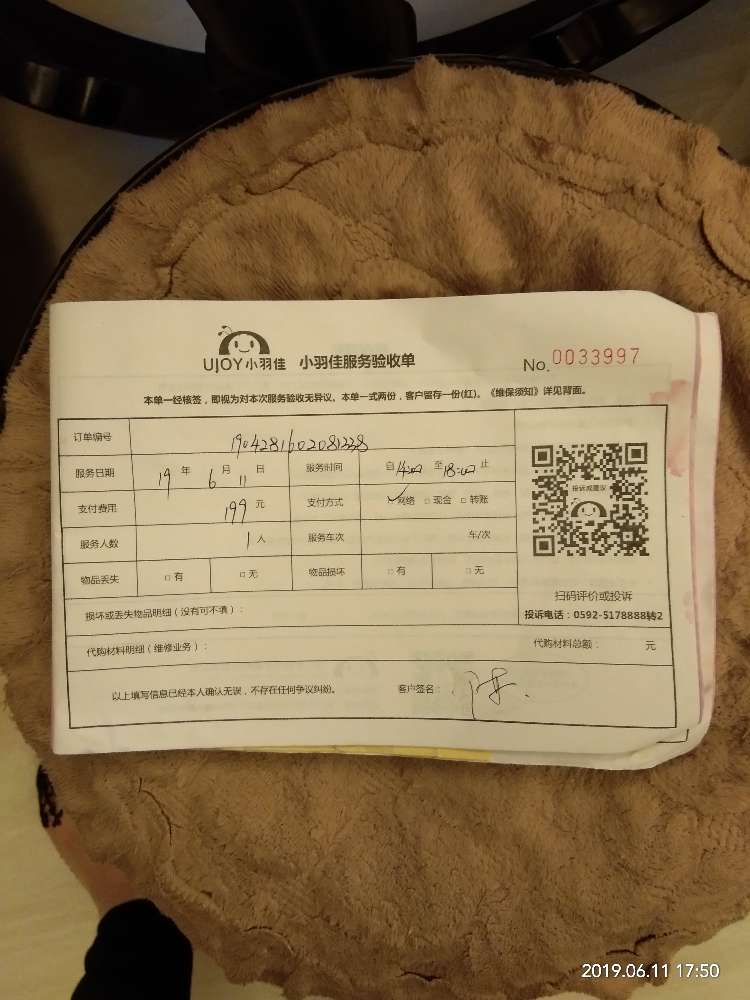 UJOY小羽佳 小羽佳服务验收单 No. 0033997
本单一经核签，即视为对本次服务验收无异议。本单一式两份，客户留存一份(红)。《维保须知》详见背面。
订单编号
服务日期 19 年 6 月 11 日 服务时间 自 14:00 至 18:00 止
支付费用 199 元 支付方式 ✓网络 □ 现金 □ 转账
服务人数 1 人 服务车次 车/次
物品丢失 □ 有 □ 无 物品损坏 □ 有 □ 无
投诉或建议
扫码评价或投诉
投诉电话：0592-5178888转2
损坏或丢失物品明细（没有可不填）：
代购材料明细（维修业务）： 代购材料总额： 元
以上填写信息已经本人确认无误，不存在任何争议纠纷。 客户签名：
2019.06.11 17:50